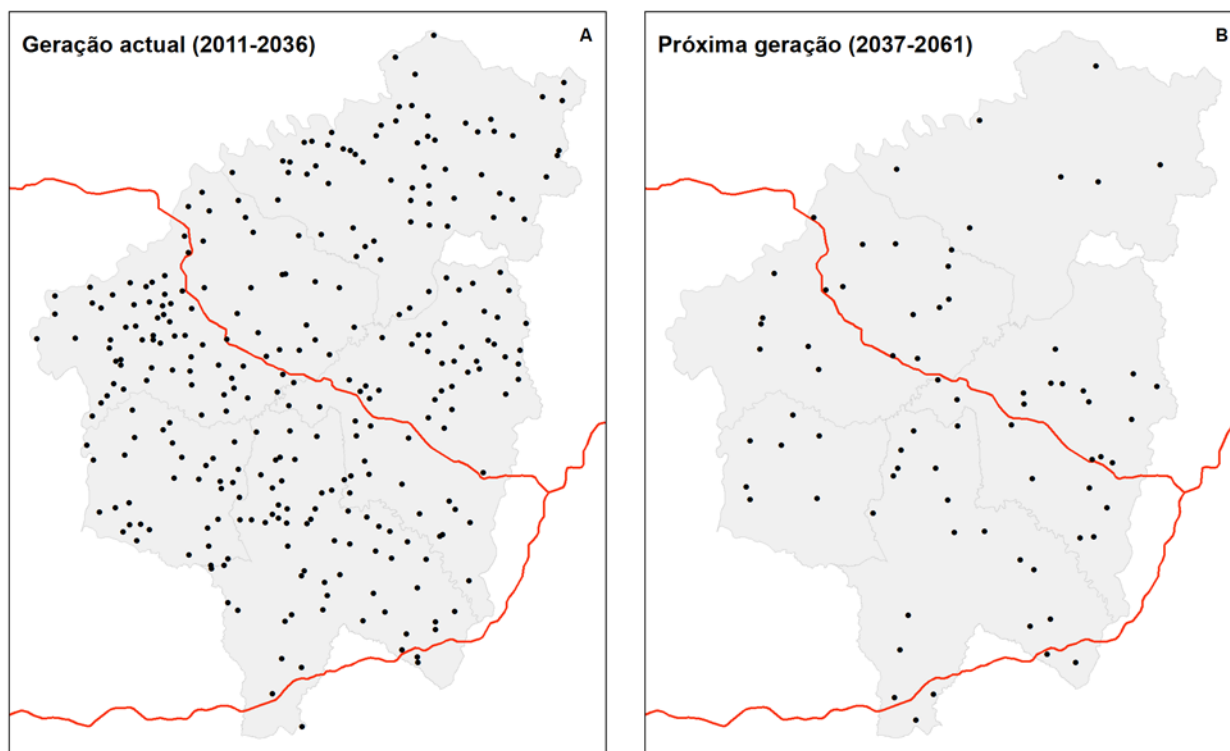 Geração actual (2011-2036)
A
Próxima geração (2037-2061)
B